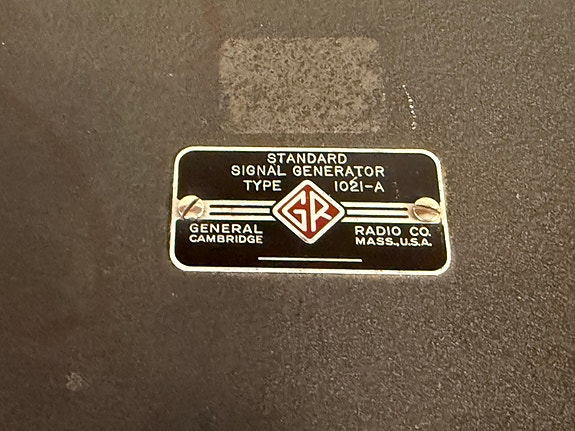 STANDARD
SIGNAL GENERATOR
TYPE 1021-A
GR
GENERAL RADIO CO.
CAMBRIDGE MASS., U.S.A.